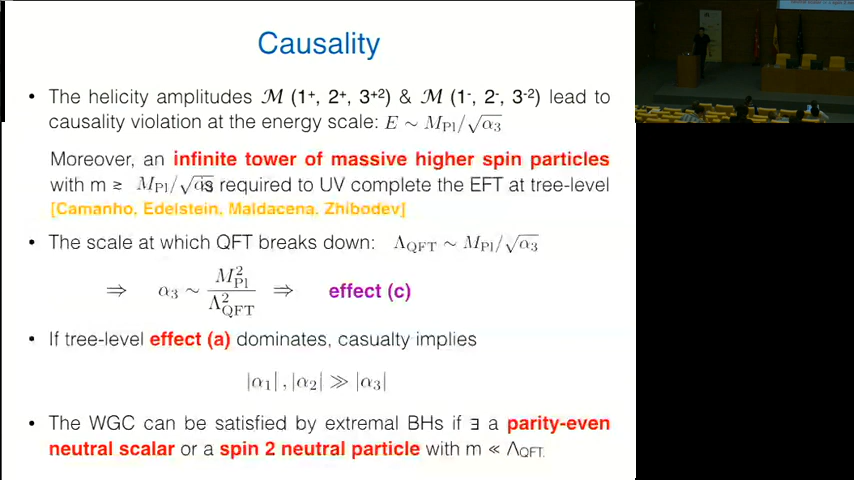 Causality
• The helicity amplitudes ℳ (1⁺, 2⁺, 3⁺²) & ℳ (1⁻, 2⁻, 3⁻²) lead to
causality violation at the energy scale: E ∼ M_Pl/√α₃
Moreover, an infinite tower of massive higher spin particles
with m ≳ M_Pl/√α₃ is required to UV complete the EFT at tree-level
[Camanho, Edelstein, Maldacena, Zhibodev]
• The scale at which QFT breaks down: Λ_QFT ∼ M_Pl/√α₃
⇒ α₃ ∼ M²_Pl/Λ²_QFT ⇒ effect (c)
• If tree-level effect (a) dominates, casualty implies
|α₁|, |α₂| ≫ |α₃|
• The WGC can be satisfied by extremal BHs if ∃ a parity-even
neutral scalar or a spin 2 neutral particle with m ≪ Λ_QFT.